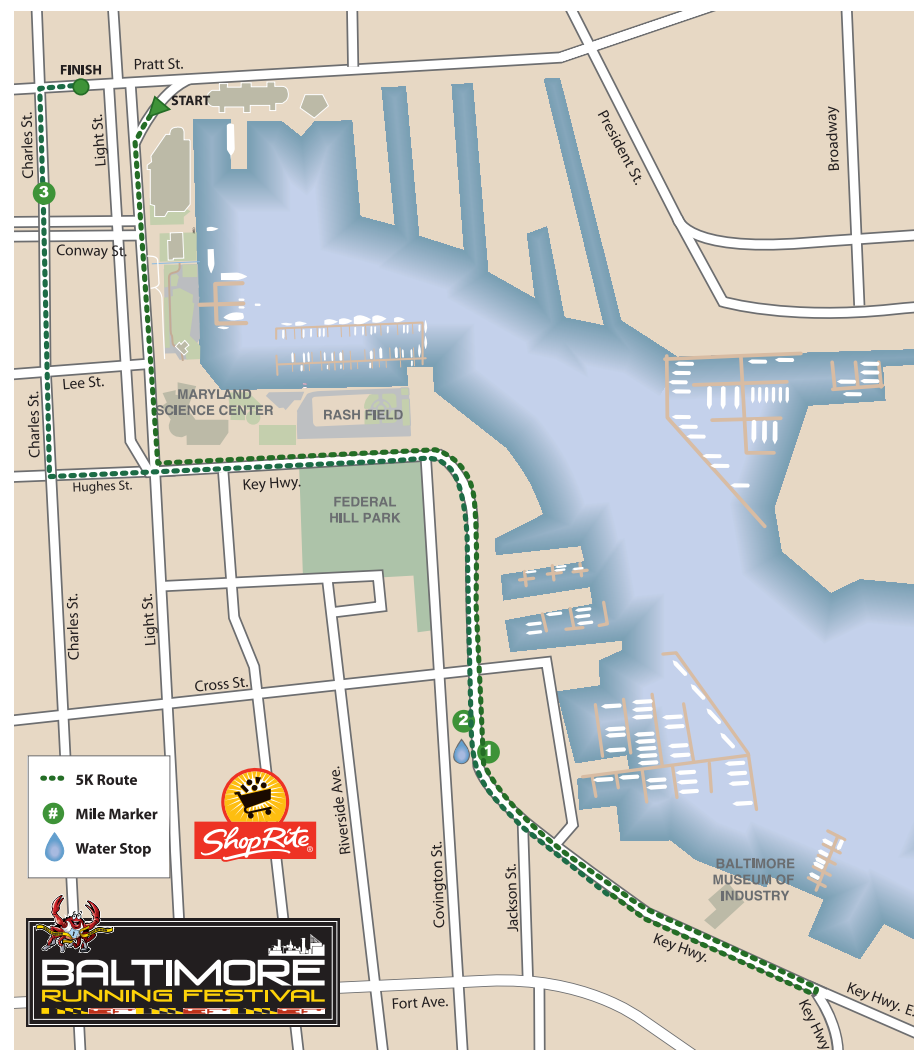 Pratt St.
FINISH
START
Charles St.
Light St.
President St.
Broadway
3
Conway St.
Lee St.
Charles St.
MARYLAND
SCIENCE CENTER
RASH FIELD
Hughes St.
Key Hwy.
FEDERAL
HILL PARK
Charles St.
Light St.
Cross St.
2
1
5K Route
# Mile Marker
Water Stop
ShopRite®
Riverside Ave.
Covington St.
Jackson St.
BALTIMORE
MUSEUM OF
INDUSTRY
Key Hwy.
Fort Ave.
Key Hwy. E.
Key Hwy
BALTIMORE
RUNNING FESTIVAL